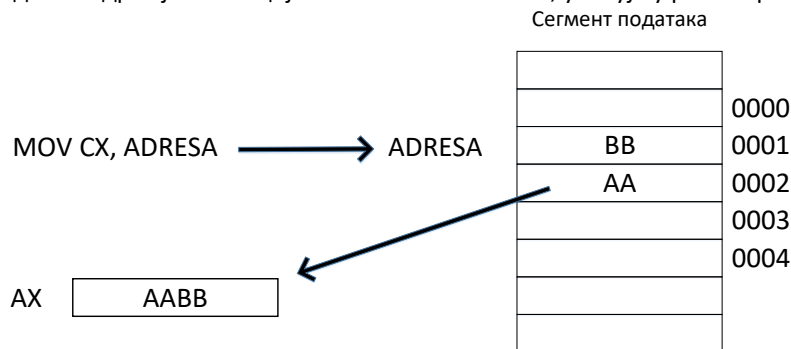 Сегмент података
0000
MOV CX, ADRESA ADRESA BB 0001
AA 0002
0003
0004
AX AABB